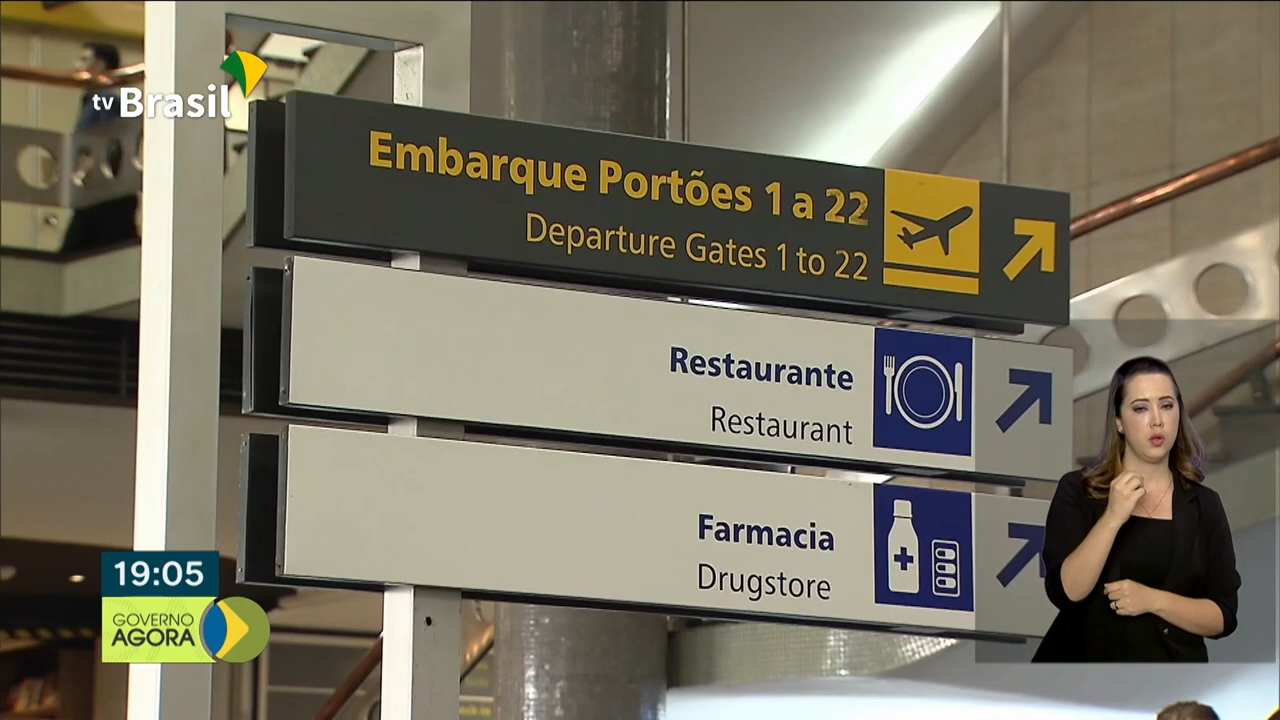 tv Brasil
Embarque Portões 1 a 22
Departure Gates 1 to 22
Restaurante
Restaurant
Farmacia
Drugstore
19:05
GOVERNO
AGORA